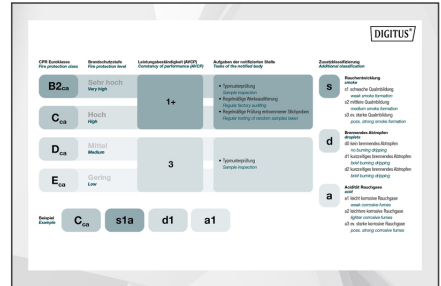 DIGITUS®
CPR Euroklasse
Fire protection class
Brandschutzstufe
Fire protection level
Leistungsbeständigkeit (AVCP)
Constancy of performance (AVCP)
Aufgaben der notifizierten Stelle
Tasks of the notified body
Zusatzklassifizierung
Additional classification
B2ca
Sehr hoch
Very high
Cca
Hoch
High
1+
• Typenueberprüfung
Sample inspection
• Regelmäßige Werksauditierung
Regular factory auditing
• Regelmäßige Prüfung entnommener Stichproben
Regular testing of random samples taken
Dca
Mittel
Medium
Eca
Gering
Low
3
• Typenueberprüfung
Sample inspection
s
Rauchentwicklung
smoke
s1 schwache Qualmbildung
weak smoke formation
s2 mittlere Qualmbildung
medium smoke formation
s3 ev. starke Qualmbildung
poss. strong smoke formation
d
Brennendes Abtropfen
droplets
d0 kein brennendes Abtropfen
no burning dripping
d1 kurzzeitiges brennendes Abtropfen
brief burning dripping
d2 kurzzeitiges brennendes Abtropfen
brief burning dripping
a
Acidität Rauchgase
acid
a1 leicht korrosive Rauchgase
weak corrosive fumes
a2 leichtere korrosive Rauchgase
lighter corrosive fumes
a3 ev. starke korrosive Rauchgase
poss. strong corrosive fumes
Beispiel
Example
Cca
s1a
d1
a1